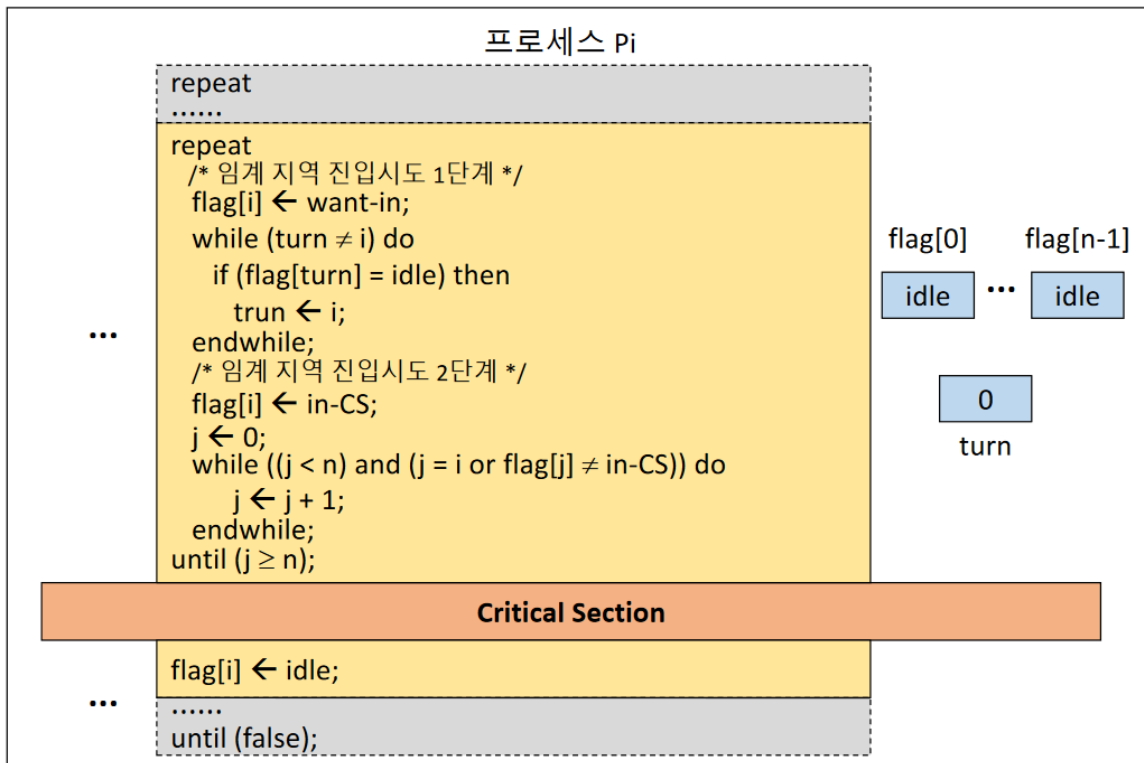 프로세스 Pi
repeat
......
repeat
/* 임계 지역 진입시도 1단계 */
flag[i] ← want-in;
while (turn ≠ i) do
if (flag[turn] = idle) then
trun ← i;
endwhile;
/* 임계 지역 진입시도 2단계 */
flag[i] ← in-CS;
j ← 0;
while ((j < n) and (j = i or flag[j] ≠ in-CS)) do
j ← j + 1;
endwhile;
until (j ≥ n);
...
flag[0] flag[n-1]
idle ... idle
0
turn
Critical Section
flag[i] ← idle;
...
......
until (false);